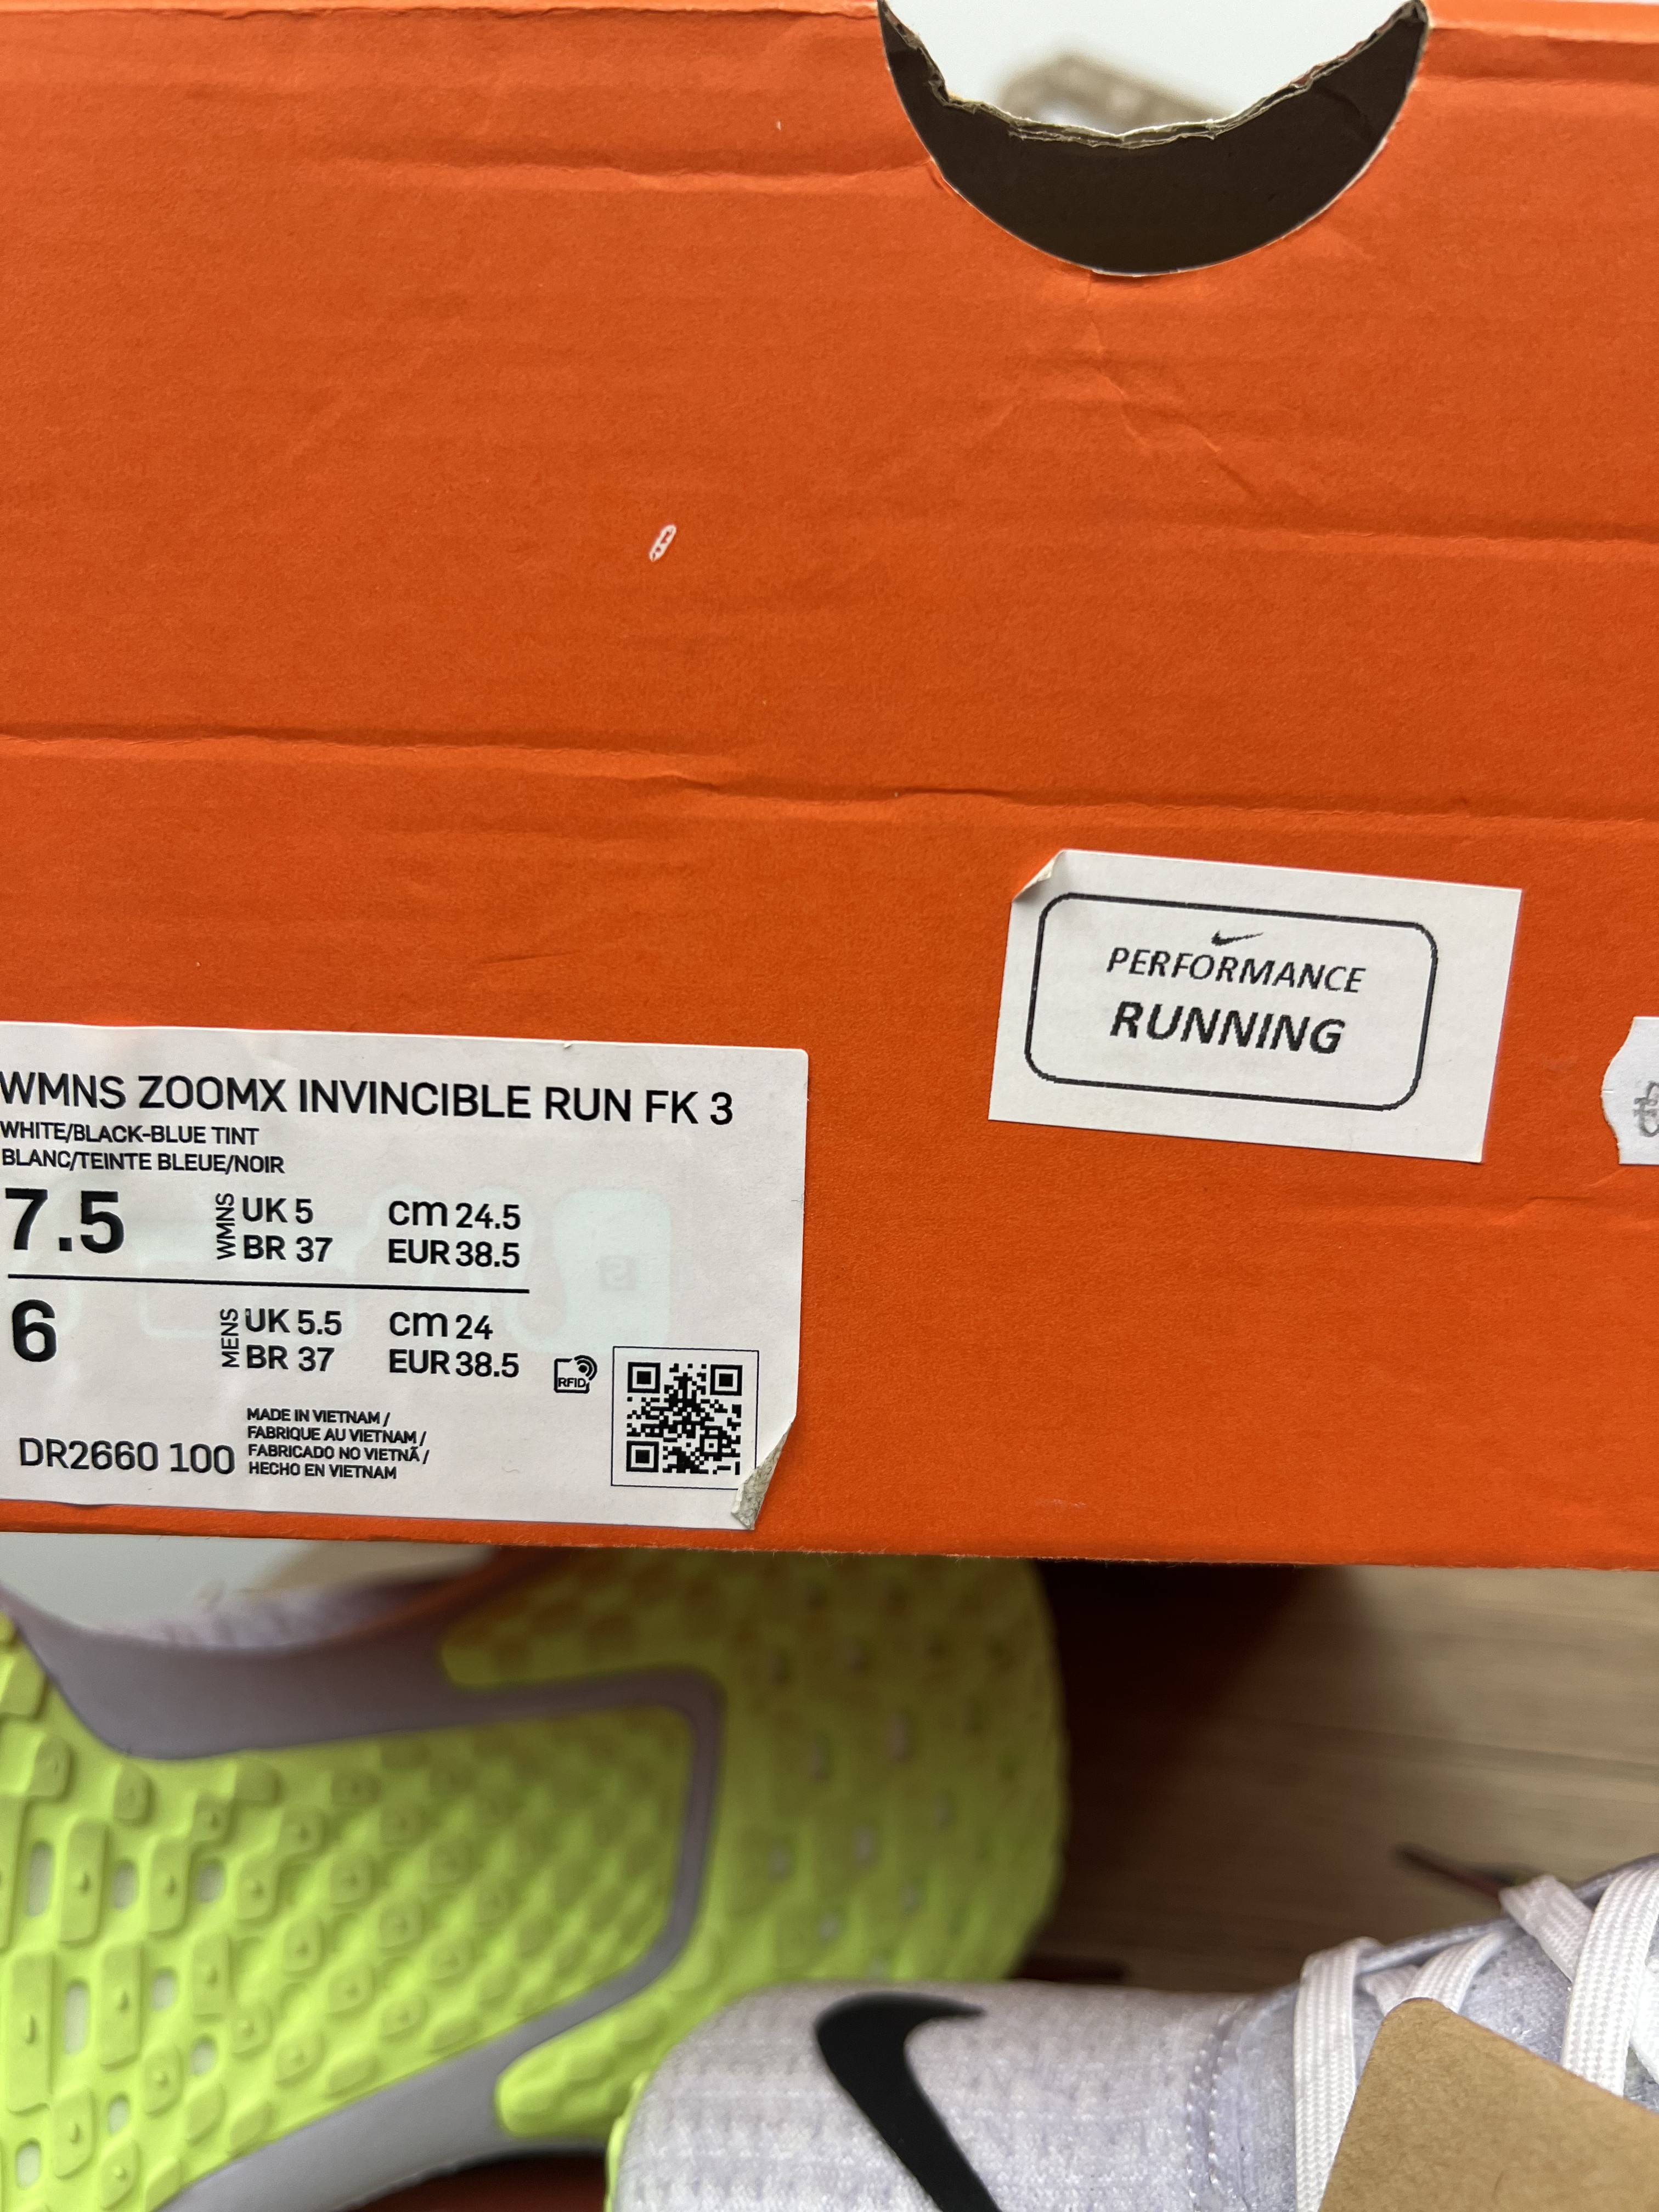 PERFORMANCE
RUNNING
WMNS ZOOMX INVINCIBLE RUN FK 3
WHITE/BLACK-BLUE TINT
BLANC/TEINTE BLEUE/NOIR
7.5 WMNS UK 5 cm 24.5
BR 37 EUR 38.5
6 MENS UK 5.5 cm 24
BR 37 EUR 38.5
RFID
MADE IN VIETNAM /
FABRIQUE AU VIETNAM /
FABRICADO NO VIETNÃ /
HECHO EN VIETNAM
DR2660 100